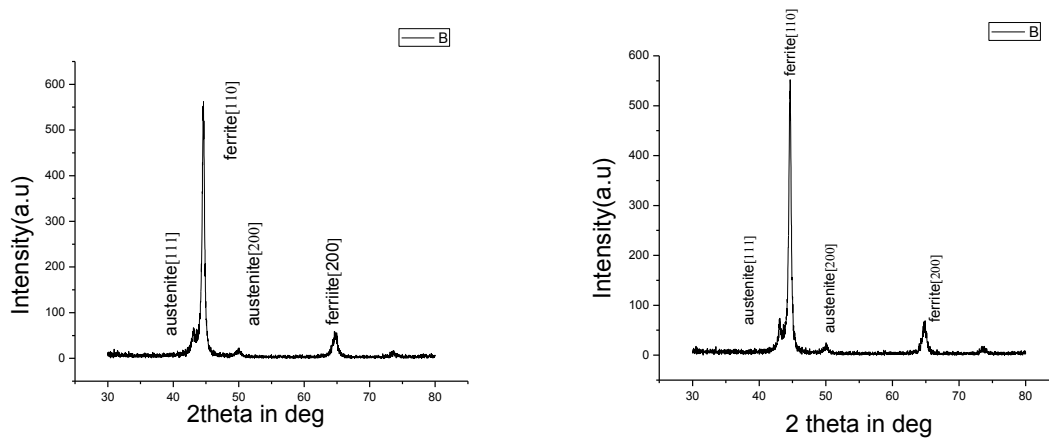 B
600
500
400
300
200
100
0
30
40
50
60
70
80
Intensity(a.u)
2theta in deg
austenite[111]
ferrite[110]
austenite[200]
ferriite[200]
B
600
500
400
300
200
100
0
30
40
50
60
70
80
Intensity(a.u)
2 theta in deg
austenite[111]
ferrite[110]
austenite[200]
ferrite[200]